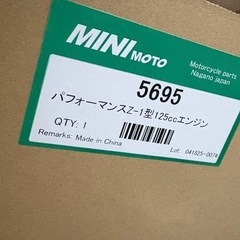 MINI MOTO
Motorcycle parts
Nagano japan
5695
パフォーマンスZ-1型125ccエンジン
QTY: 1
Remarks: Made in China
Lot : 041825-0074